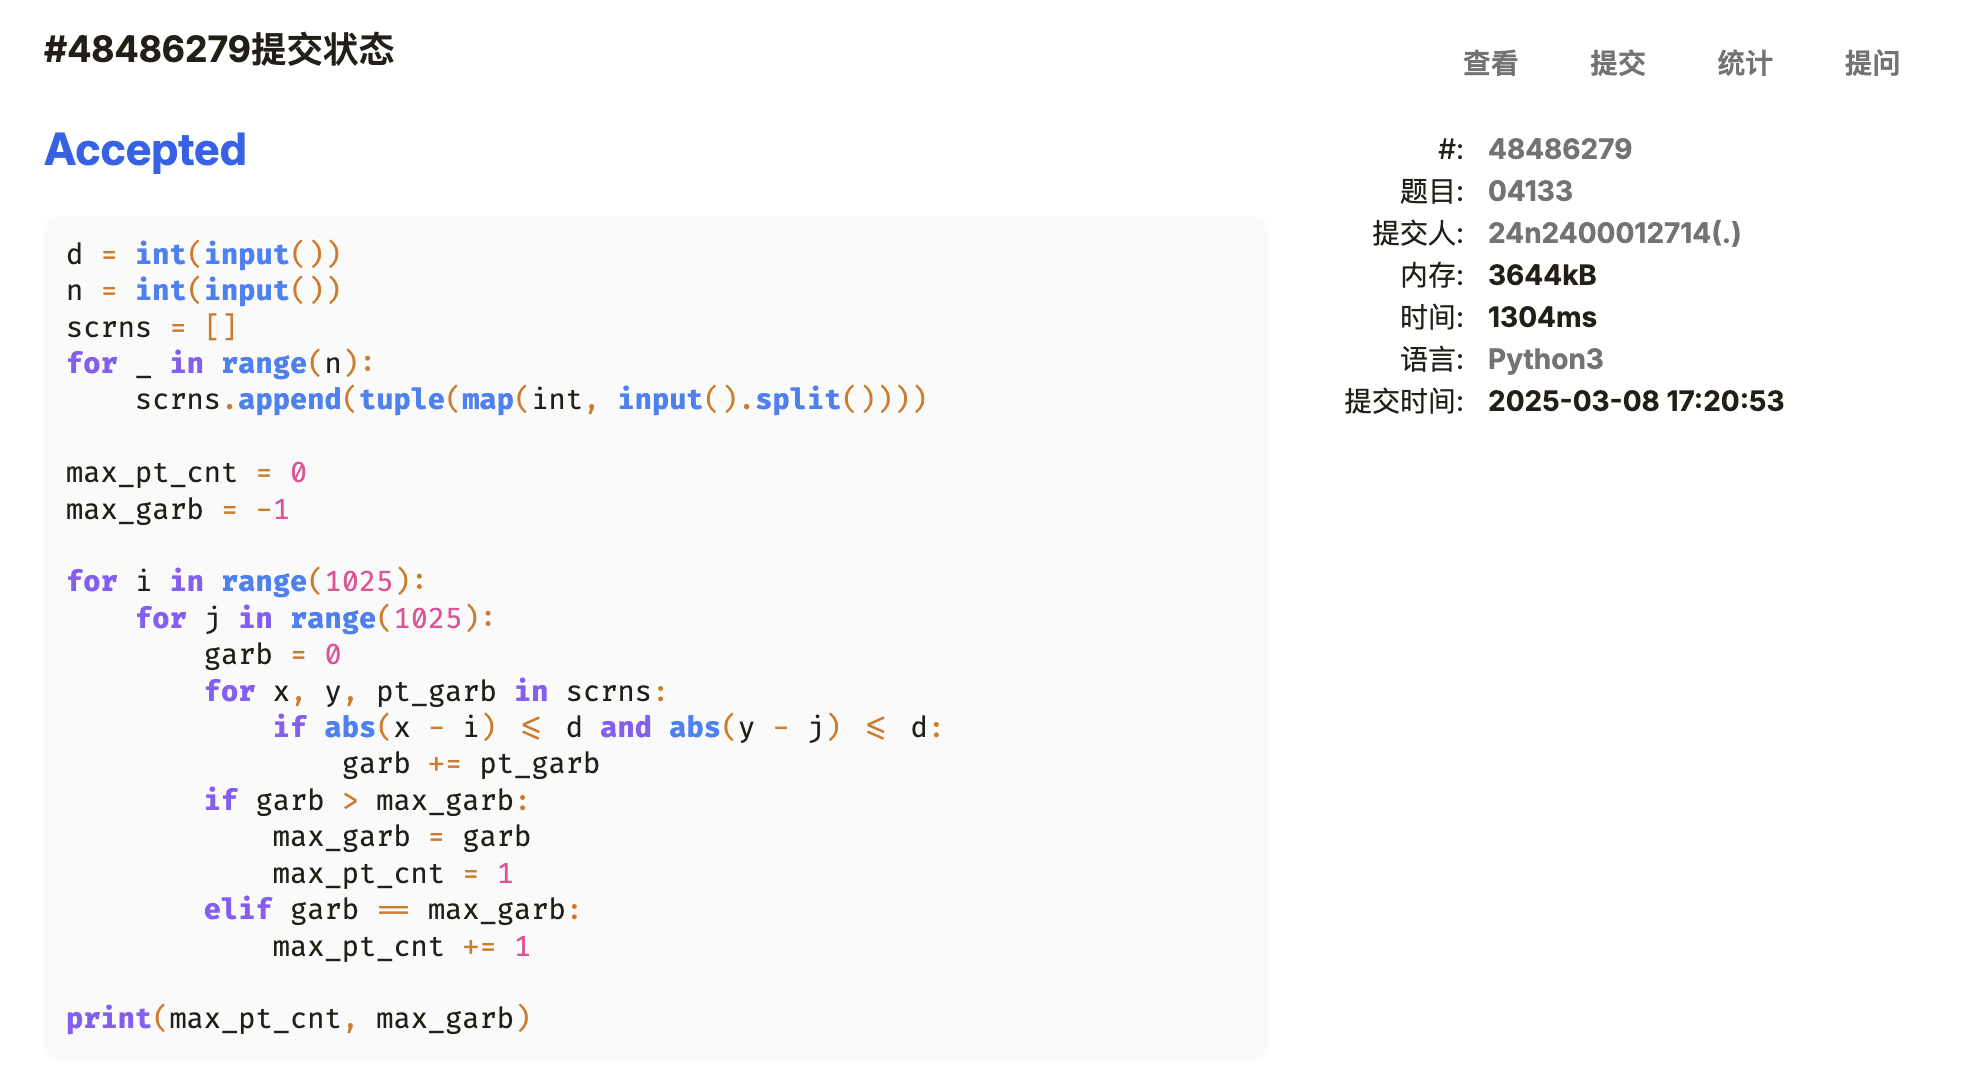 #48486279提交状态
查看 提交 统计 提问
Accepted
d = int(input())
n = int(input())
scrns = []
for _ in range(n):
    scrns.append(tuple(map(int, input().split())))

max_pt_cnt = 0
max_garb = -1

for i in range(1025):
    for j in range(1025):
        garb = 0
        for x, y, pt_garb in scrns:
            if abs(x - i) <= d and abs(y - j) <= d:
                garb += pt_garb
        if garb > max_garb:
            max_garb = garb
            max_pt_cnt = 1
        elif garb == max_garb:
            max_pt_cnt += 1

print(max_pt_cnt, max_garb)
#: 48486279
题目: 04133
提交人: 24n2400012714(.)
内存: 3644kB
时间: 1304ms
语言: Python3
提交时间: 2025-03-08 17:20:53